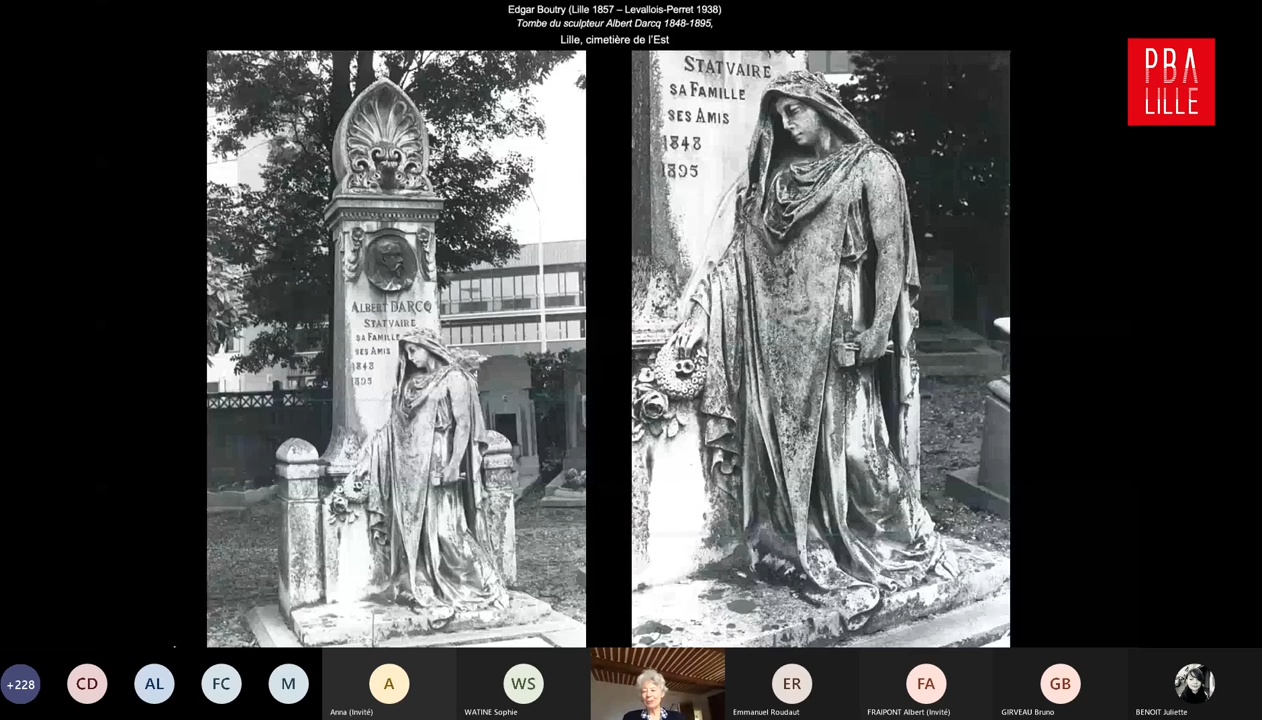 Edgar Boutry (Lille 1857 – Levallois-Perret 1938)
Tombe du sculpteur Albert Darcq 1848-1895,
Lille, cimetière de l'Est
PBA
LILLE
ALBERT DARCQ
STATVAIRE
SA FAMILLE
SES AMIS
1848
1895
STATVAIRE
SA FAMILLE
SES AMIS
1848
1895
+228
CD
AL
FC
M
A
WS
ER
FA
GB
Anna (Invité)
WATINE Sophie
Emmanuel Roudaut
FRAIPONT Albert (Invité)
GIRVEAU Bruno
BENOIT Juliette